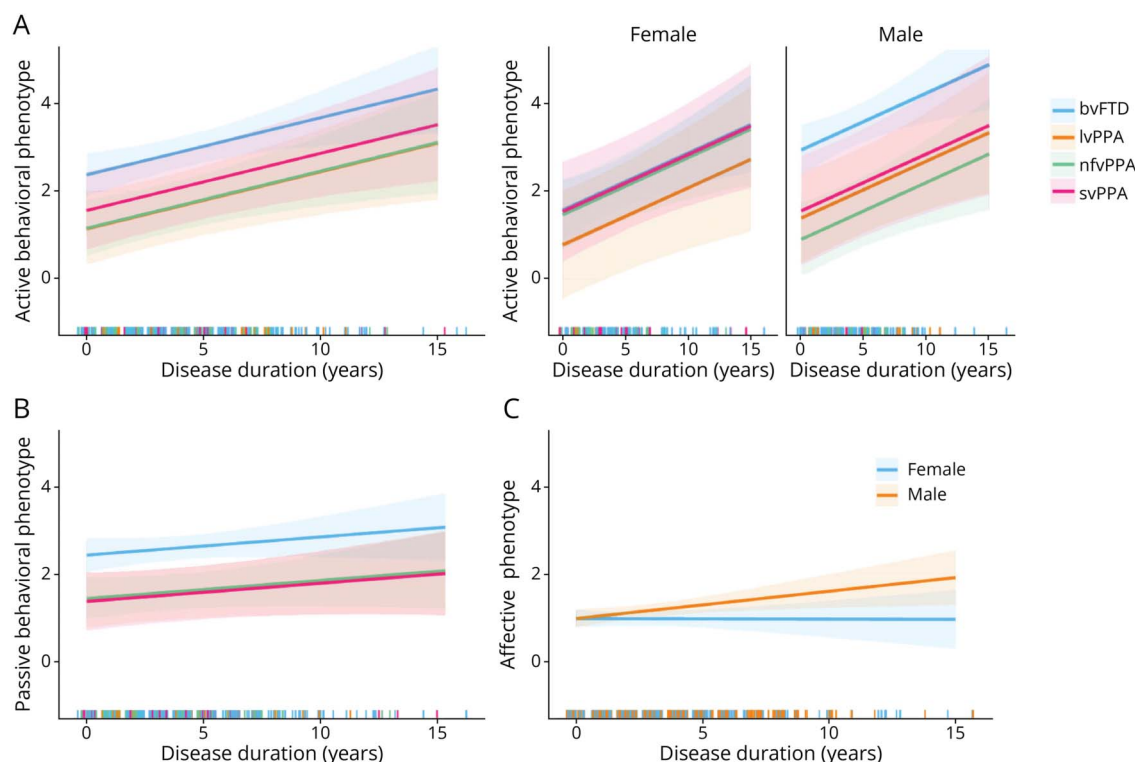 A
Female
Male
Active behavioral phenotype
4
2
0
0
5
10
15
Disease duration (years)
Active behavioral phenotype
4
2
0
0
5
10
15
Disease duration (years)
0
5
10
15
Disease duration (years)
bvFTD
lvPPA
nfvPPA
svPPA
B
Passive behavioral phenotype
4
2
0
0
5
10
15
Disease duration (years)
C
Affective phenotype
4
2
0
0
5
10
15
Disease duration (years)
Female
Male